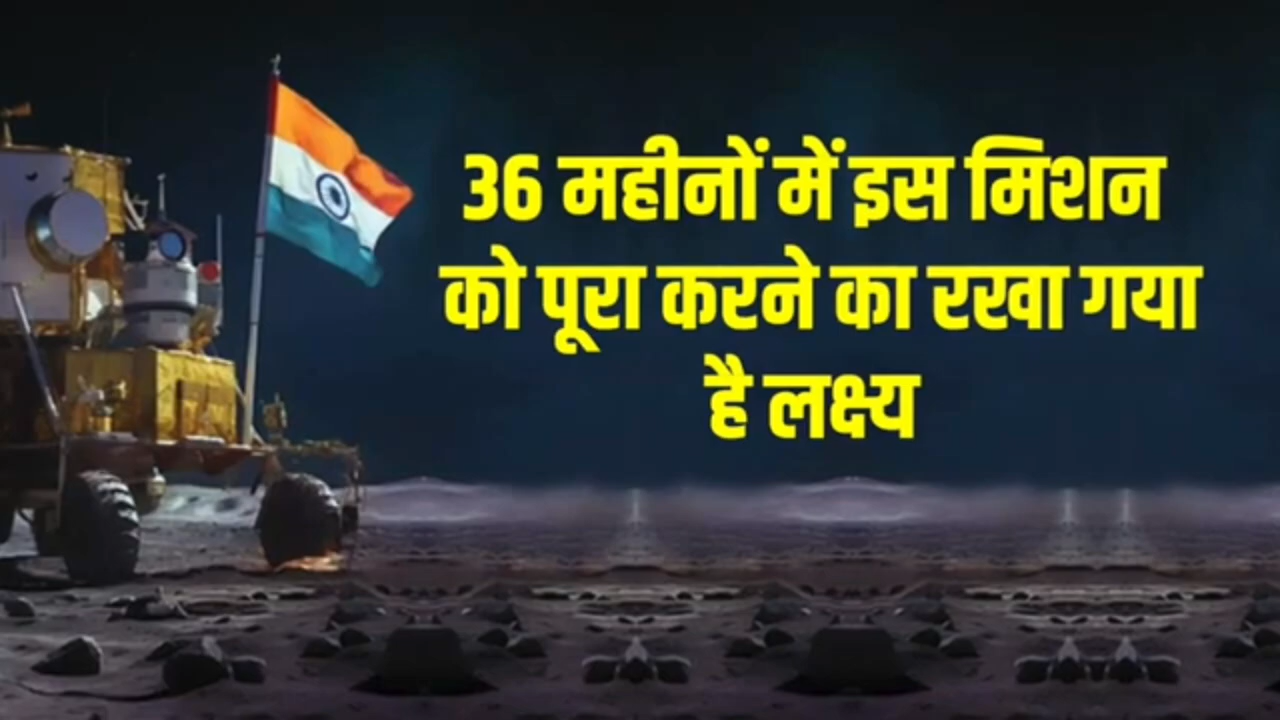 36 महीनों में इस मिशन
को पूरा करने का रखा गया
है लक्ष्य